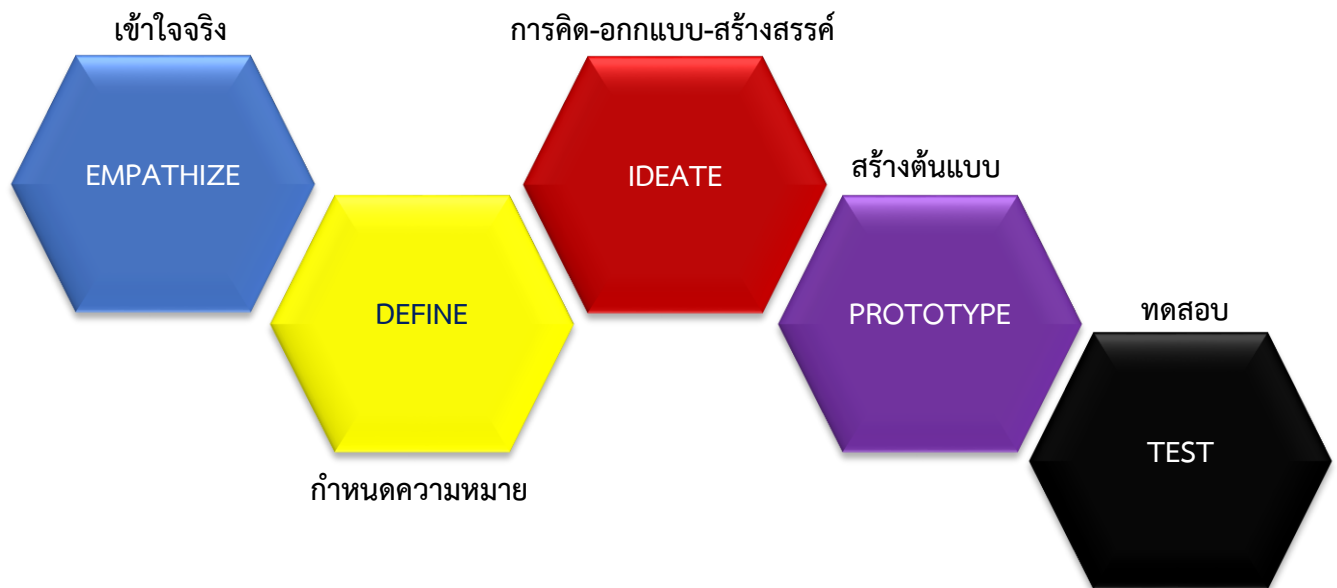 เข้าใจจริง
EMPATHIZE
DEFINE
กำหนดความหมาย
การคิด-อกกแบบ-สร้างสรรค์
IDEATE
สร้างต้นแบบ
PROTOTYPE
ทดสอบ
TEST